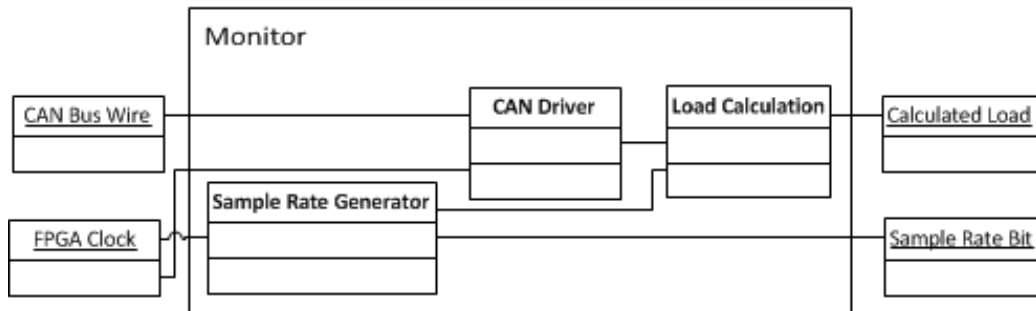 Monitor
CAN Bus Wire
CAN Driver
Load Calculation
Calculated Load
Sample Rate Generator
FPGA Clock
Sample Rate Bit